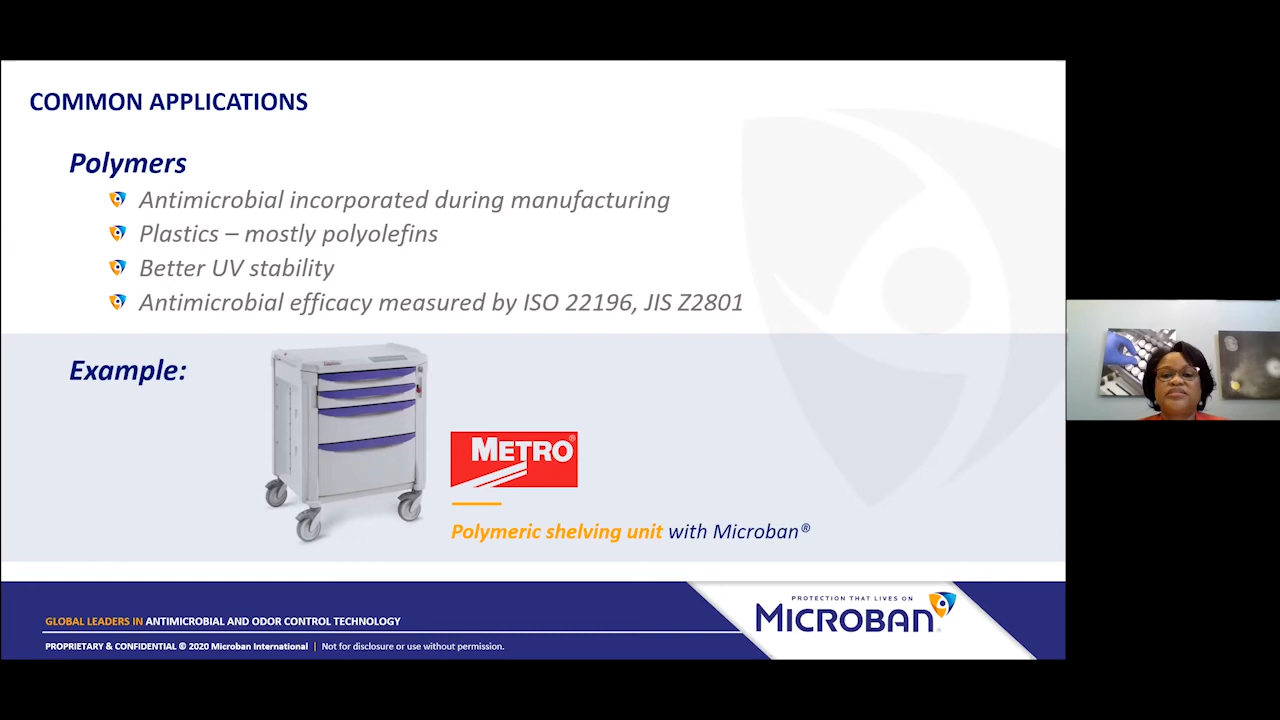 COMMON APPLICATIONS
Polymers
Antimicrobial incorporated during manufacturing
Plastics – mostly polyolefins
Better UV stability
Antimicrobial efficacy measured by ISO 22196, JIS Z2801
Example:
METRO®
Polymeric shelving unit with Microban®
PROTECTION THAT LIVES ON
MICROBAN®
GLOBAL LEADERS IN ANTIMICROBIAL AND ODOR CONTROL TECHNOLOGY
PROPRIETARY & CONFIDENTIAL © 2020 Microban International | Not for disclosure or use without permission.